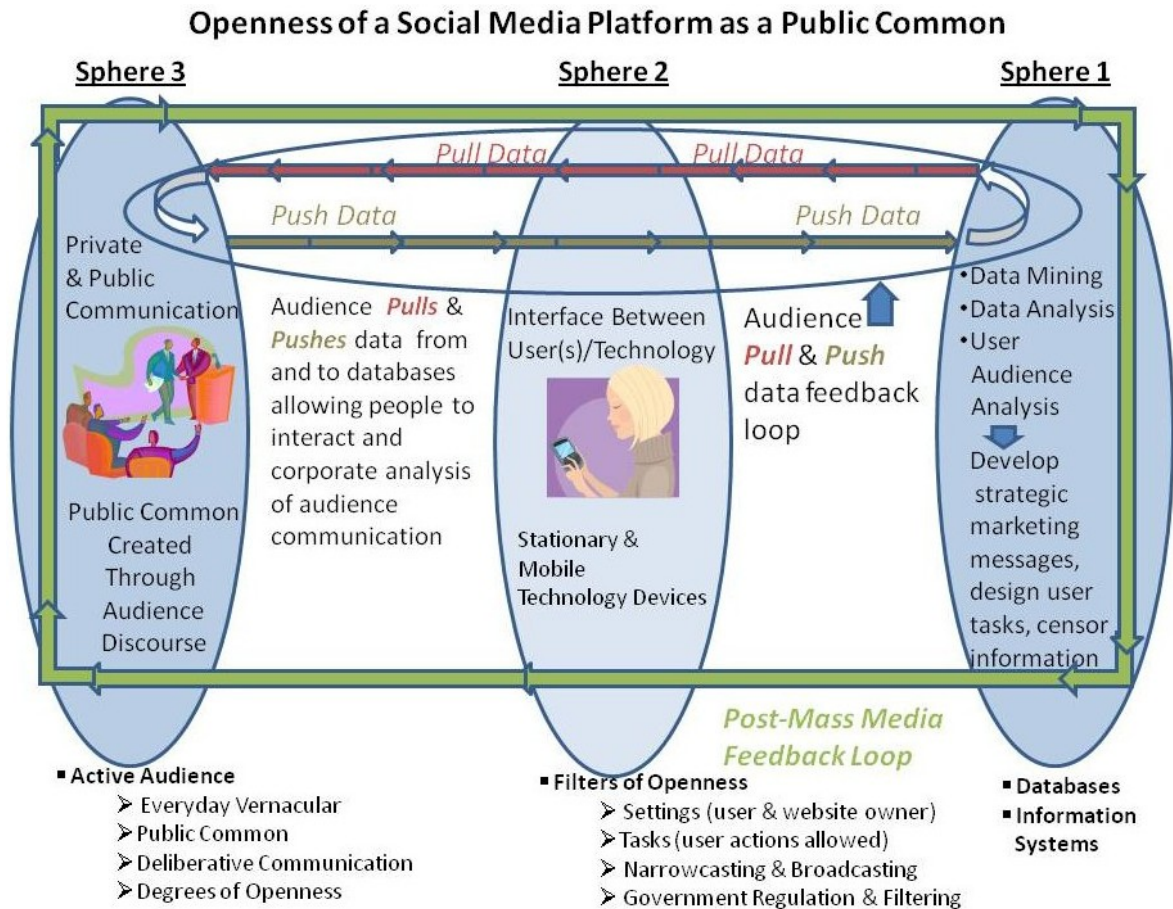 Openness of a Social Media Platform as a Public Common
Sphere 3
Sphere 2
Sphere 1
Pull Data
Pull Data
Push Data
Push Data
Private
& Public
Communication
Public Common
Created
Through
Audience
Discourse
Audience Pulls &
Pushes data from
and to databases
allowing people to
interact and
corporate analysis
of audience
communication
Interface Between
User(s)/Technology
Stationary &
Mobile
Technology Devices
Audience
Pull & Push
data feedback
loop
•Data Mining
•Data Analysis
•User
Audience
Analysis
Develop
strategic
marketing
messages,
design user
tasks, censor
information
Post-Mass Media
Feedback Loop
▪ Active Audience
➢ Everyday Vernacular
➢ Public Common
➢ Deliberative Communication
➢ Degrees of Openness
▪ Filters of Openness
➢ Settings (user & website owner)
➢ Tasks (user actions allowed)
➢ Narrowcasting & Broadcasting
➢ Government Regulation & Filtering
▪ Databases
▪ Information
Systems